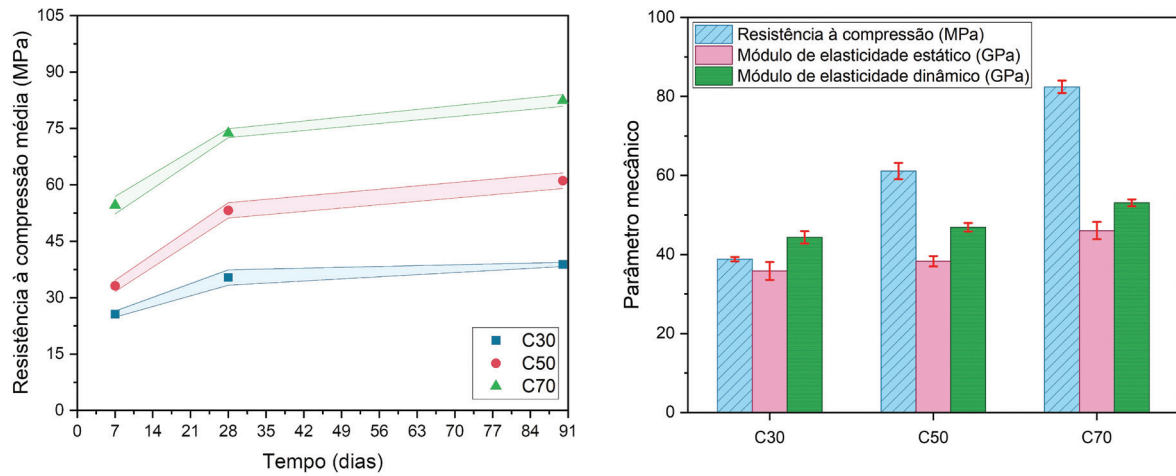 Resistência à compressão média (MPa)
105
90
75
60
45
30
15
0
C30
C50
C70
0 7 14 21 28 35 42 49 56 63 70 77 84 91
Tempo (dias)
Parâmetro mecânico
100
80
60
40
20
0
Resistência à compressão (MPa)
Módulo de elasticidade estático (GPa)
Módulo de elasticidade dinâmico (GPa)
C30 C50 C70